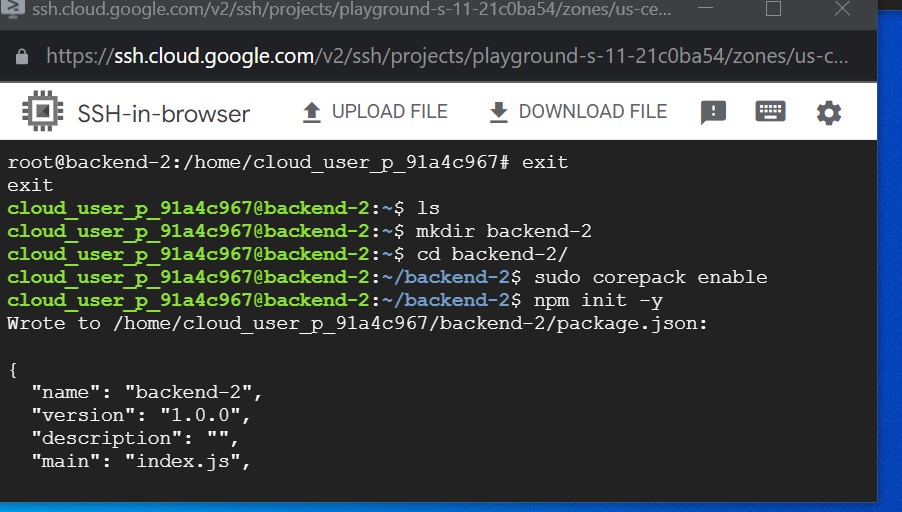 ssh.cloud.google.com/v2/ssh/projects/playground-s-11-21c0ba54/zones/us-ce...
https://ssh.cloud.google.com/v2/ssh/projects/playground-s-11-21c0ba54/zones/us-c...
SSH-in-browser UPLOAD FILE DOWNLOAD FILE
root@backend-2:/home/cloud_user_p_91a4c967# exit
exit
cloud_user_p_91a4c967@backend-2:~$ ls
cloud_user_p_91a4c967@backend-2:~$ mkdir backend-2
cloud_user_p_91a4c967@backend-2:~$ cd backend-2/
cloud_user_p_91a4c967@backend-2:~/backend-2$ sudo corepack enable
cloud_user_p_91a4c967@backend-2:~/backend-2$ npm init -y
Wrote to /home/cloud_user_p_91a4c967/backend-2/package.json:
{
"name": "backend-2",
"version": "1.0.0",
"description": "",
"main": "index.js",